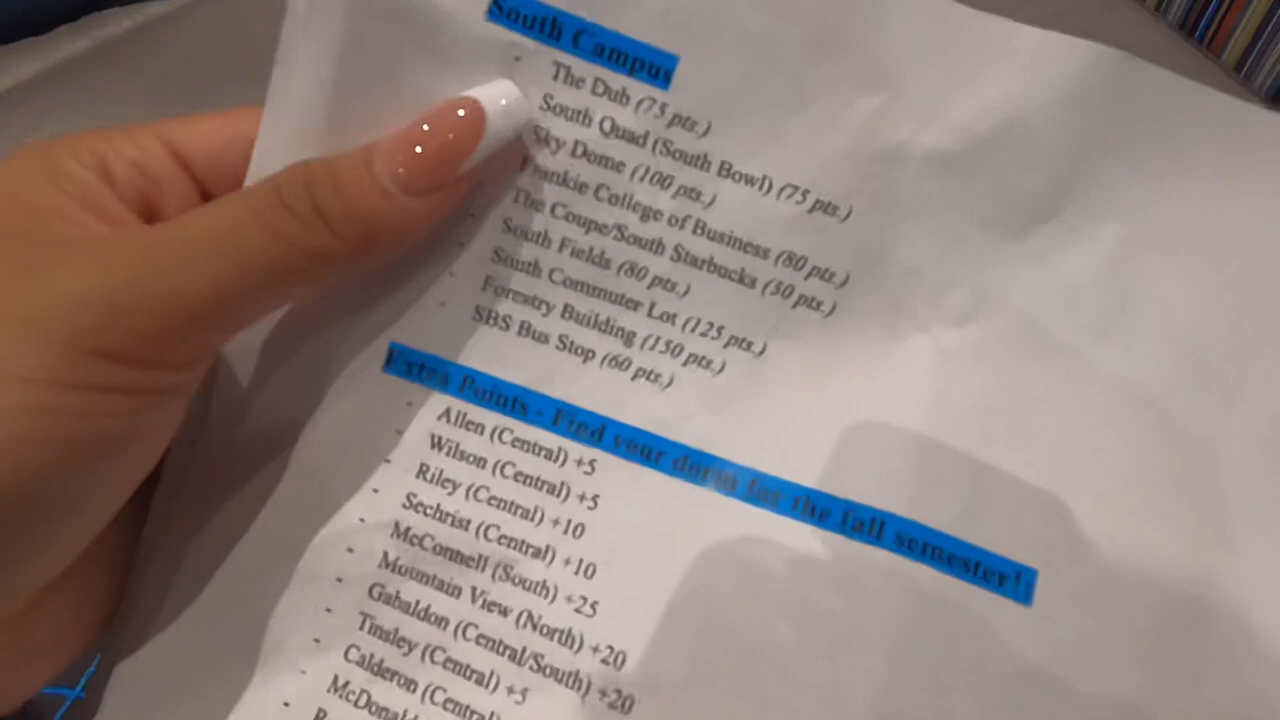 South Campus
- The Dub (75 pts.)
South Quad (South Bowl) (75 pts.)
Sky Dome (100 pts.)
Frankie College of Business (80 pts.)
- The Coupe/South Starbucks (50 pts.)
- South Fields (80 pts.)
- South Commuter Lot (125 pts.)
- Forestry Building (150 pts.)
- SBS Bus Stop (60 pts.)
Extra Points - Find your dorm for the fall semester!
- Allen (Central) +5
- Wilson (Central) +5
- Riley (Central) +10
- Sechrist (Central) +10
- McConnell (South) +25
- Mountain View (North) +20
- Gabaldon (Central/South) +20
- Tinsley (Central) +5
- Calderon (Central)